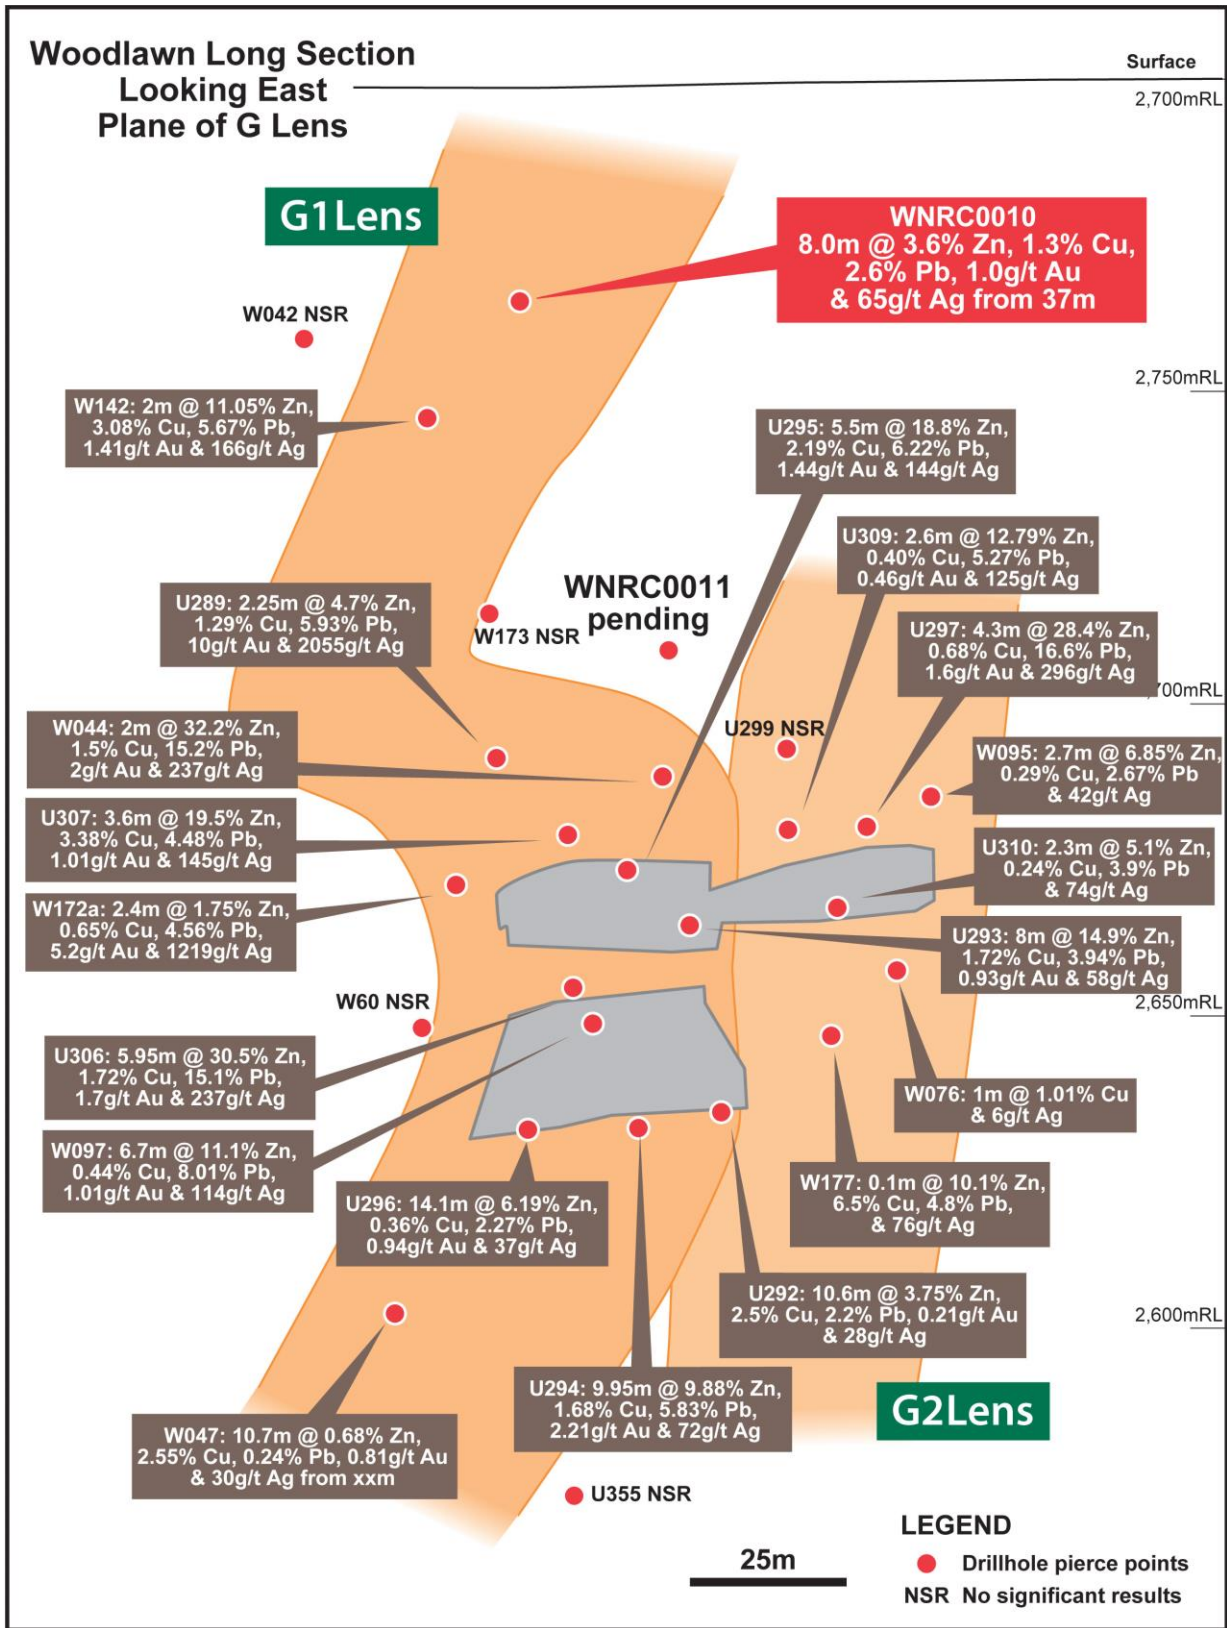 Woodlawn Long Section
Looking East
Plane of G Lens
Surface
2,700mRL
G1Lens
WNRC0010
8.0m @ 3.6% Zn, 1.3% Cu,
2.6% Pb, 1.0g/t Au
& 65g/t Ag from 37m
W042 NSR
2,750mRL
W142: 2m @ 11.05% Zn,
3.08% Cu, 5.67% Pb,
1.41g/t Au & 166g/t Ag
U295: 5.5m @ 18.8% Zn,
2.19% Cu, 6.22% Pb,
1.44g/t Au & 144g/t Ag
U309: 2.6m @ 12.79% Zn,
0.40% Cu, 5.27% Pb,
0.46g/t Au & 125g/t Ag
WNRC0011
pending
U289: 2.25m @ 4.7% Zn,
1.29% Cu, 5.93% Pb,
10g/t Au & 2055g/t Ag
W173 NSR
U297: 4.3m @ 28.4% Zn,
0.68% Cu, 16.6% Pb,
1.6g/t Au & 296g/t Ag
700mRL
W044: 2m @ 32.2% Zn,
1.5% Cu, 15.2% Pb,
2g/t Au & 237g/t Ag
U299 NSR
W095: 2.7m @ 6.85% Zn,
0.29% Cu, 2.67% Pb
& 42g/t Ag
U307: 3.6m @ 19.5% Zn,
3.38% Cu, 4.48% Pb,
1.01g/t Au & 145g/t Ag
U310: 2.3m @ 5.1% Zn,
0.24% Cu, 3.9% Pb
& 74g/t Ag
W172a: 2.4m @ 1.75% Zn,
0.65% Cu, 4.56% Pb,
5.2g/t Au & 1219g/t Ag
U293: 8m @ 14.9% Zn,
1.72% Cu, 3.94% Pb,
0.93g/t Au & 58g/t Ag
W60 NSR
2,650mRL
U306: 5.95m @ 30.5% Zn,
1.72% Cu, 15.1% Pb,
1.7g/t Au & 237g/t Ag
W076: 1m @ 1.01% Cu
& 6g/t Ag
W097: 6.7m @ 11.1% Zn,
0.44% Cu, 8.01% Pb,
1.01g/t Au & 114g/t Ag
U296: 14.1m @ 6.19% Zn,
0.36% Cu, 2.27% Pb,
0.94g/t Au & 37g/t Ag
W177: 0.1m @ 10.1% Zn,
6.5% Cu, 4.8% Pb,
& 76g/t Ag
U292: 10.6m @ 3.75% Zn,
2.5% Cu, 2.2% Pb, 0.21g/t Au
& 28g/t Ag
2,600mRL
U294: 9.95m @ 9.88% Zn,
1.68% Cu, 5.83% Pb,
2.21g/t Au & 72g/t Ag
G2Lens
W047: 10.7m @ 0.68% Zn,
2.55% Cu, 0.24% Pb, 0.81g/t Au
& 30g/t Ag from xxm
U355 NSR
LEGEND
25m
Drillhole pierce points
NSR No significant results